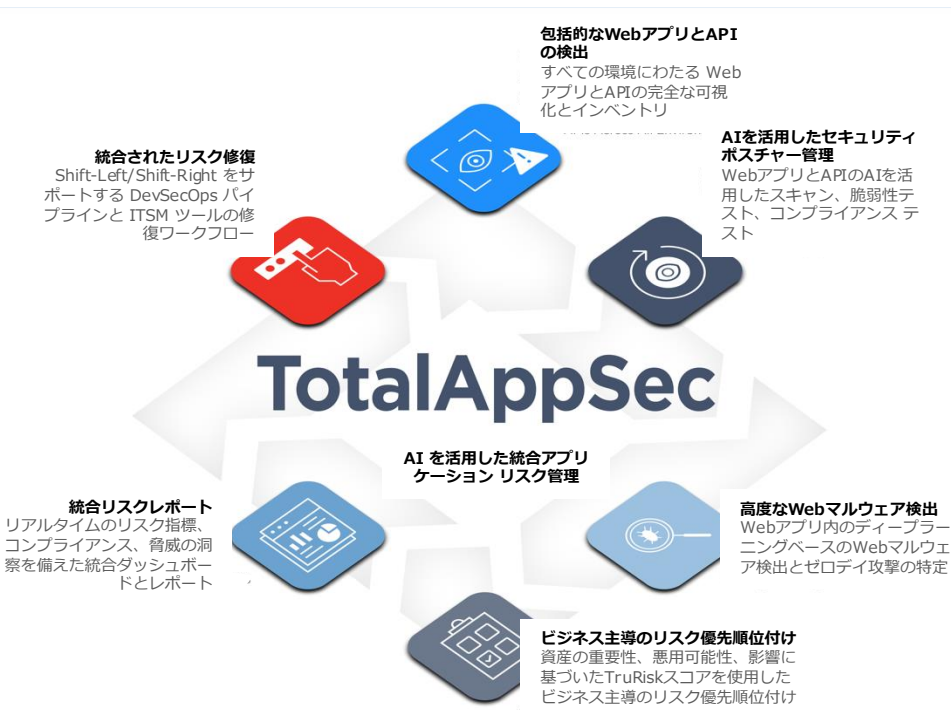 包括的なWebアプリとAPI
の検出
すべての環境にわたる Web
アプリとAPIの完全な可視
化とインベントリ
AIを活用したセキュリティ
ポスチャー管理
WebアプリとAPIのAIを活
用したスキャン、脆弱性テ
スト、コンプライアンス テ
スト
統合されたリスク修復
Shift-Left/Shift-Right をサ
ポートする DevSecOps パイ
プラインと ITSM ツールの修
復ワークフロー
TotalAppSec
AI を活用した統合アプリ
ケーション リスク管理
統合リスクレポート
リアルタイムのリスク指標、
コンプライアンス、脅威の洞
察を備えた統合ダッシュボー
ドとレポート
高度なWebマルウェア検出
Webアプリ内のディープラー
ニングベースのWebマルウェ
ア検出とゼロデイ攻撃の特定
ビジネス主導のリスク優先順位付け
資産の重要性、悪用可能性、影響に
基づいたTruRiskスコアを使用した
ビジネス主導のリスク優先順位付け